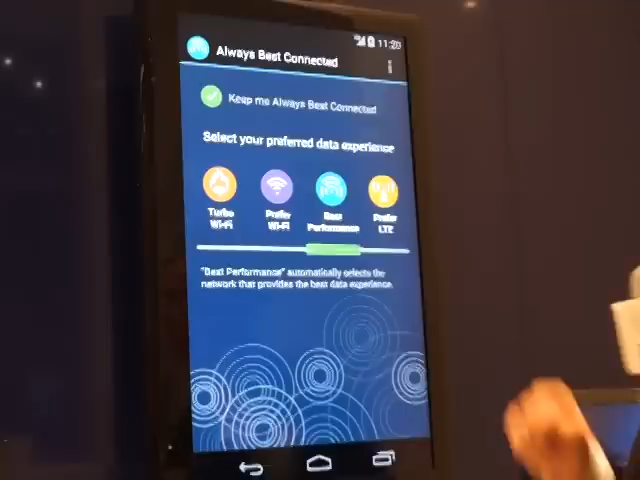 11:20
Always Best Connected
Keep me Always Best Connected
Select your preferred data experience
Turbo Wi-Fi
Prefer Wi-Fi
Best Performance
Prefer LTE
"Best Performance" automatically selects the
network that provides the best data experience.